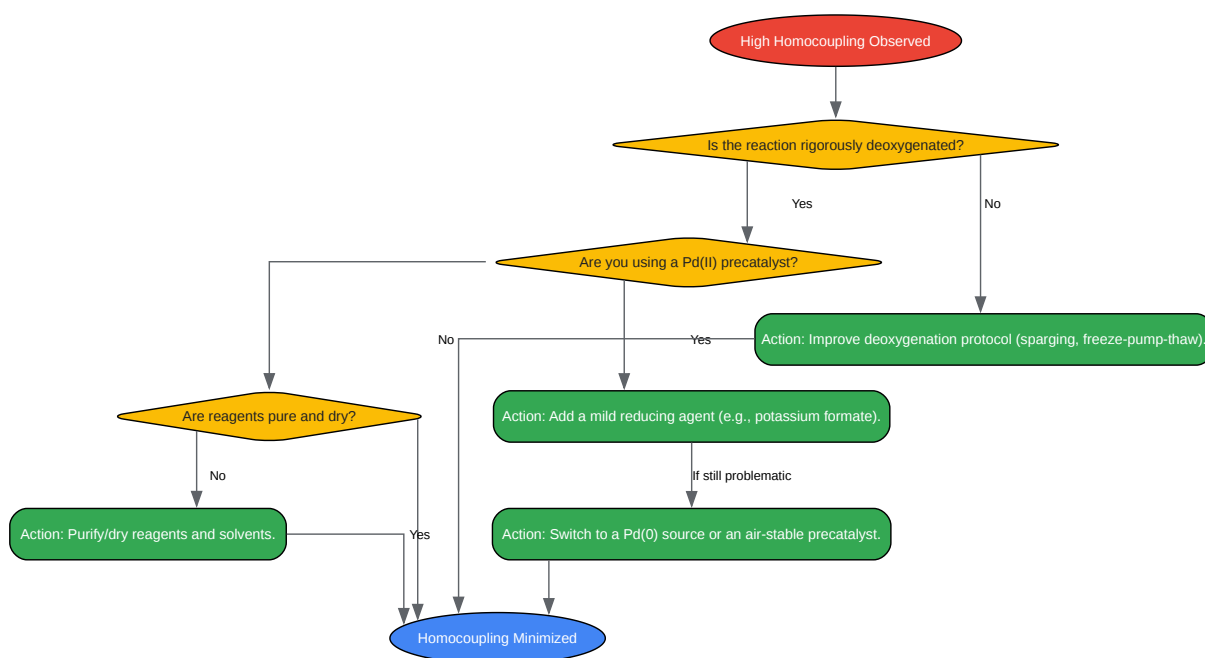 High Homocoupling Observed
Is the reaction rigorously deoxygenated?
Yes
No
Are you using a Pd(II) precatalyst?
No
Yes
Action: Improve deoxygenation protocol (sparging, freeze-pump-thaw).
Are reagents pure and dry?
Action: Add a mild reducing agent (e.g., potassium formate).
No
If still problematic
Action: Purify/dry reagents and solvents.
Yes
Action: Switch to a Pd(0) source or an air-stable precatalyst.
Homocoupling Minimized